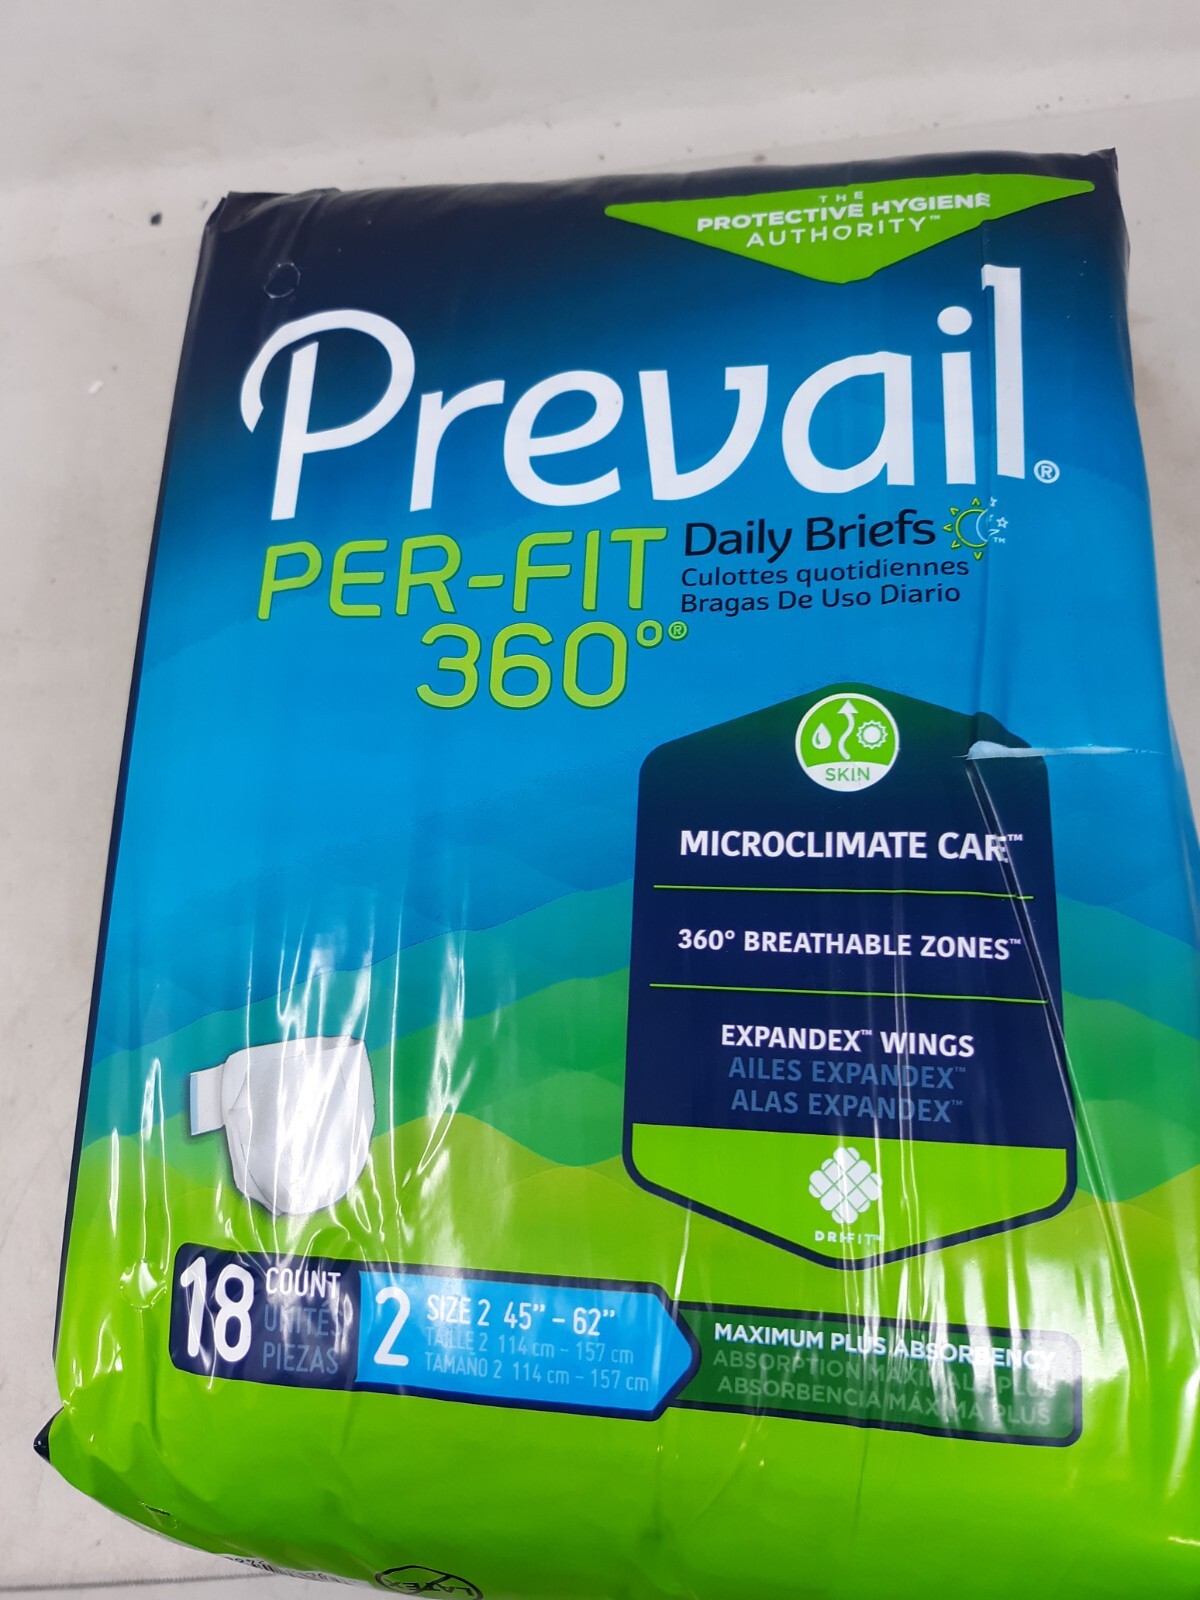 THE
PROTECTIVE HYGIENE
AUTHORITY™
Prevail®
PER-FIT
360°®
Daily Briefs ™
Culottes quotidiennes
Bragas De Uso Diario
SKIN
MICROCLIMATE CARE™
360° BREATHABLE ZONES™
EXPANDEX™ WINGS
AILES EXPANDEX™
ALAS EXPANDEX™
DRI-FIT™
18 COUNT
UNITÉS
PIEZAS
2 SIZE 2 45” – 62”
TAILLE 2 114 cm – 157 cm
TAMAÑO 2 114 cm – 157 cm
MAXIMUM PLUS ABSORBENCY
ABSORPTION MAXIMALE PLUS
ABSORBENCIA MÁXIMA PLUS
LATEX